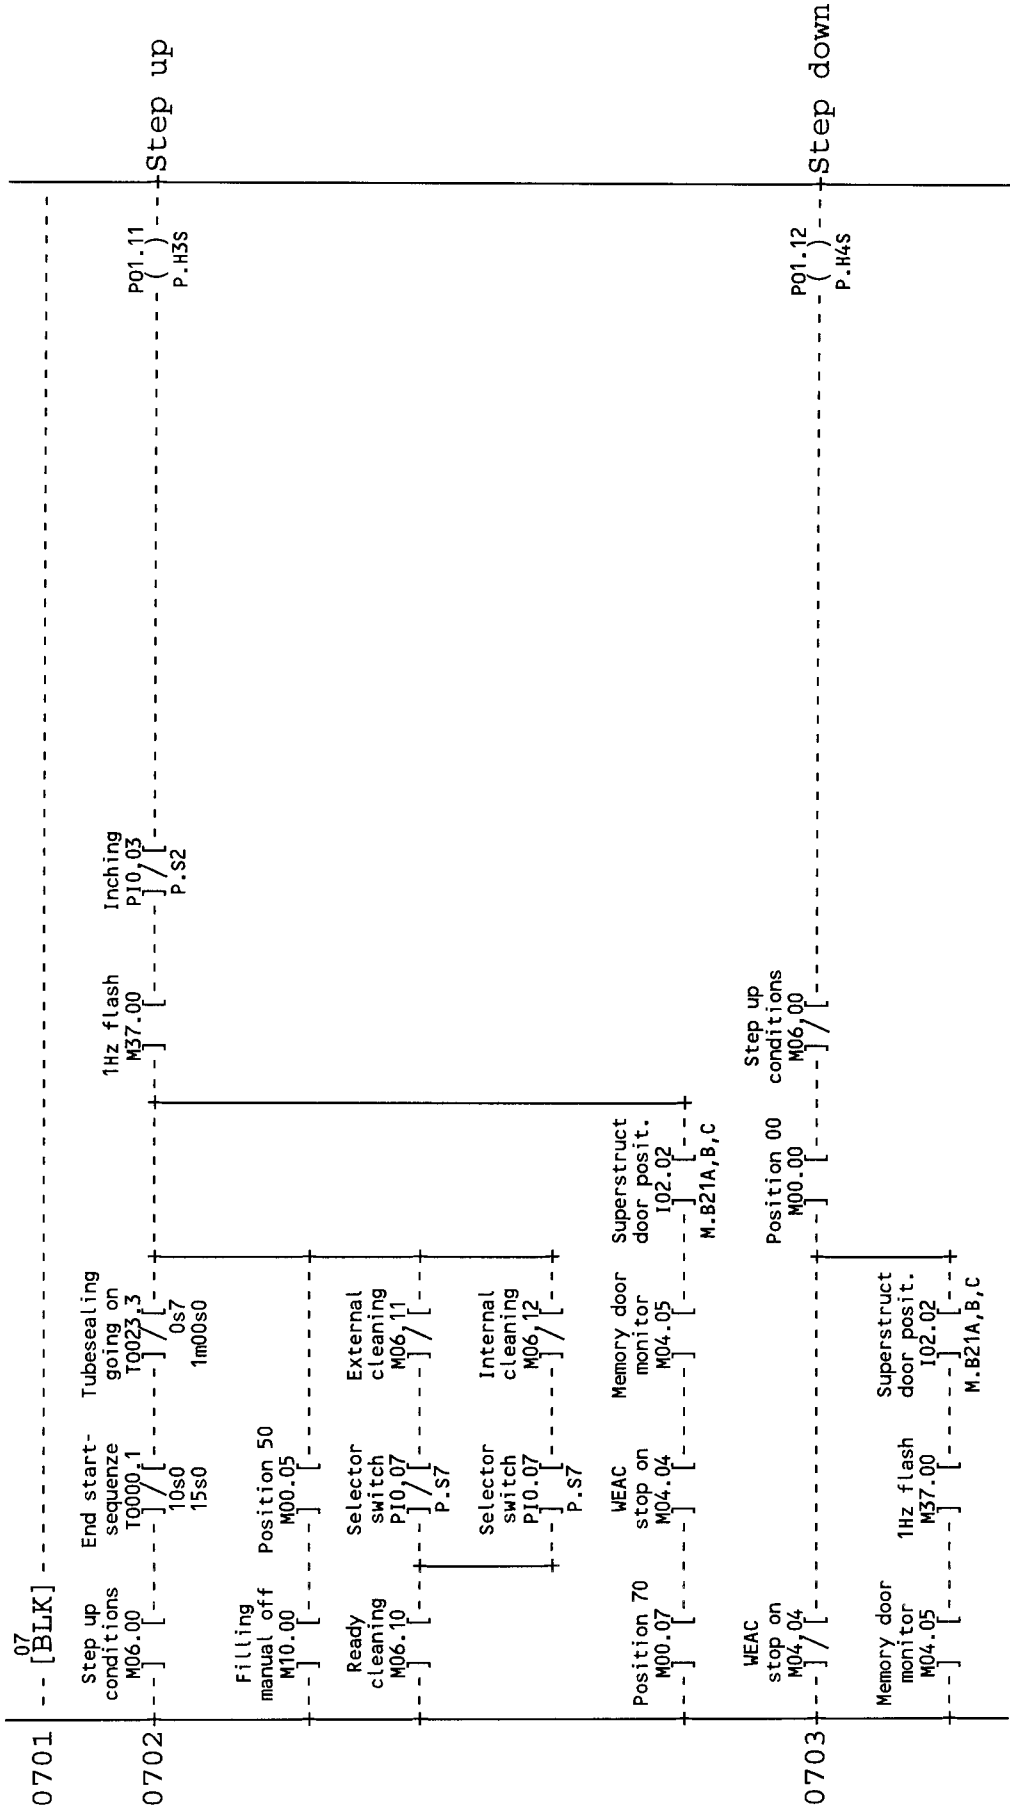 0701
07
[BLK]
0702
Step up
conditions
M06.00
] [
End start-
sequenze
T0000.1
]/[
10s0
15s0
Tubesealing
going on
T0023.3
]/[
0s7
1m00s0
1Hz flash
M37.00
] [
Inching
PI0.03
]/[
P.S2
PO1.11
( )
P.H3S
Step up
Filling
manual off
M10.00
] [
Position 50
M00.05
] [
Ready
cleaning
M06.10
] [
Selector
switch
PI0.07
]/[
P.S7
External
cleaning
M06.11
]/[
Selector
switch
PI0.07
] [
P.S7
Internal
cleaning
M06.12
]/[
Position 70
M00.07
] [
WEAC
stop on
M04.04
] [
Memory door
monitor
M04.05
] [
Superstruct
door posit.
I02.02
] [
M.B21A,B,C
0703
WEAC
stop on
M04.04
]/[
Position 00
M00.00
] [
Step up
conditions
M06.00
]/[
PO1.12
( )
P.H4S
Step down
Memory door
monitor
M04.05
] [
1Hz flash
M37.00
] [
Superstruct
door posit.
I02.02
] [
M.B21A,B,C